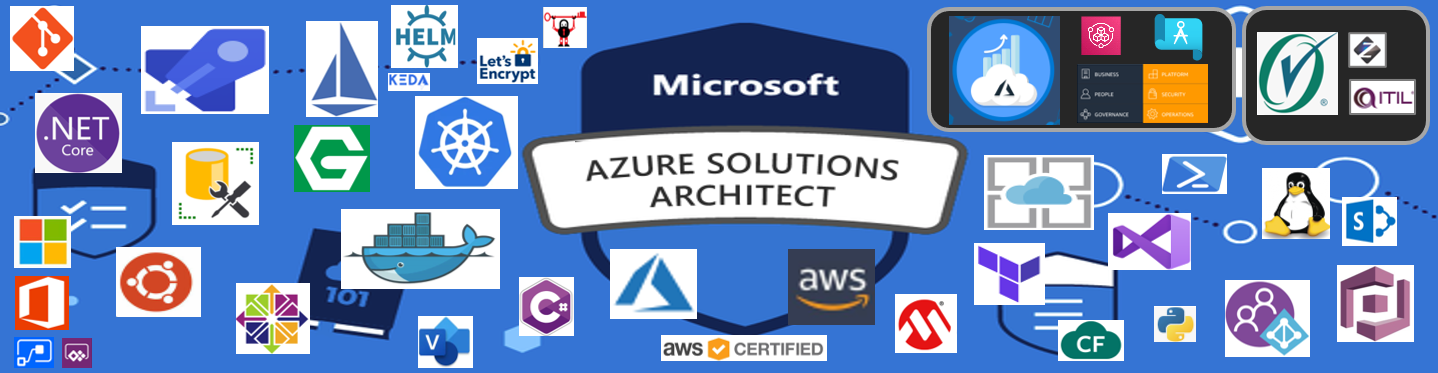 HELM
KEDA
Let's
Encrypt
.NET
Core
Microsoft
AZURE SOLUTIONS
ARCHITECT
BUSINESS
PLATFORM
PEOPLE
SECURITY
GOVERNANCE
OPERATIONS
V
®
Z
ITIL®
G
S
101
C#
V
aws
aws CERTIFIED
CF